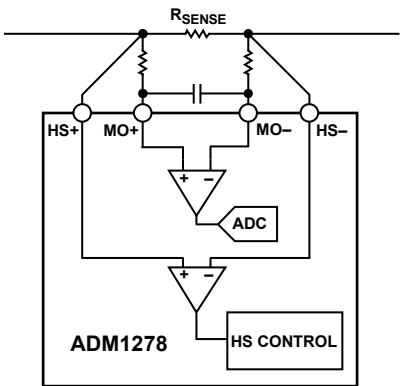 RSENSE
HS+ MO+ MO– HS–
+ –
ADC
+ –
ADM1278
HS CONTROL